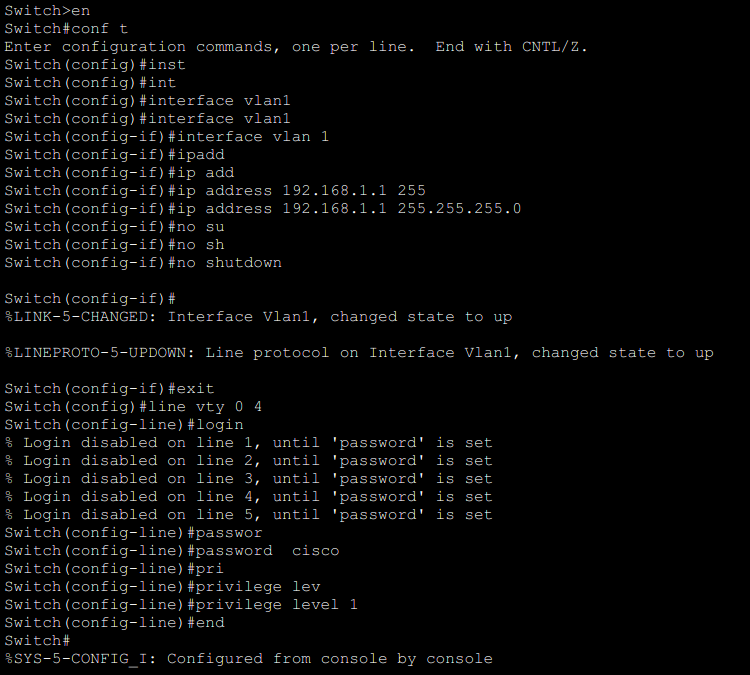 Switch>en
Switch#conf t
Enter configuration commands, one per line.  End with CNTL/Z.
Switch(config)#inst
Switch(config)#int
Switch(config)#interface vlan1
Switch(config)#interface vlan1
Switch(config-if)#interface vlan 1
Switch(config-if)#ipadd
Switch(config-if)#ip add
Switch(config-if)#ip address 192.168.1.1 255
Switch(config-if)#ip address 192.168.1.1 255.255.255.0
Switch(config-if)#no su
Switch(config-if)#no sh
Switch(config-if)#no shutdown
Switch(config-if)#
%LINK-5-CHANGED: Interface Vlan1, changed state to up
%LINEPROTO-5-UPDOWN: Line protocol on Interface Vlan1, changed state to up
Switch(config-if)#exit
Switch(config)#line vty 0 4
Switch(config-line)#login
% Login disabled on line 1, until 'password' is set
% Login disabled on line 2, until 'password' is set
% Login disabled on line 3, until 'password' is set
% Login disabled on line 4, until 'password' is set
% Login disabled on line 5, until 'password' is set
Switch(config-line)#passwor
Switch(config-line)#password  cisco
Switch(config-line)#pri
Switch(config-line)#privilege lev
Switch(config-line)#privilege level 1
Switch(config-line)#end
Switch#
%SYS-5-CONFIG_I: Configured from console by console